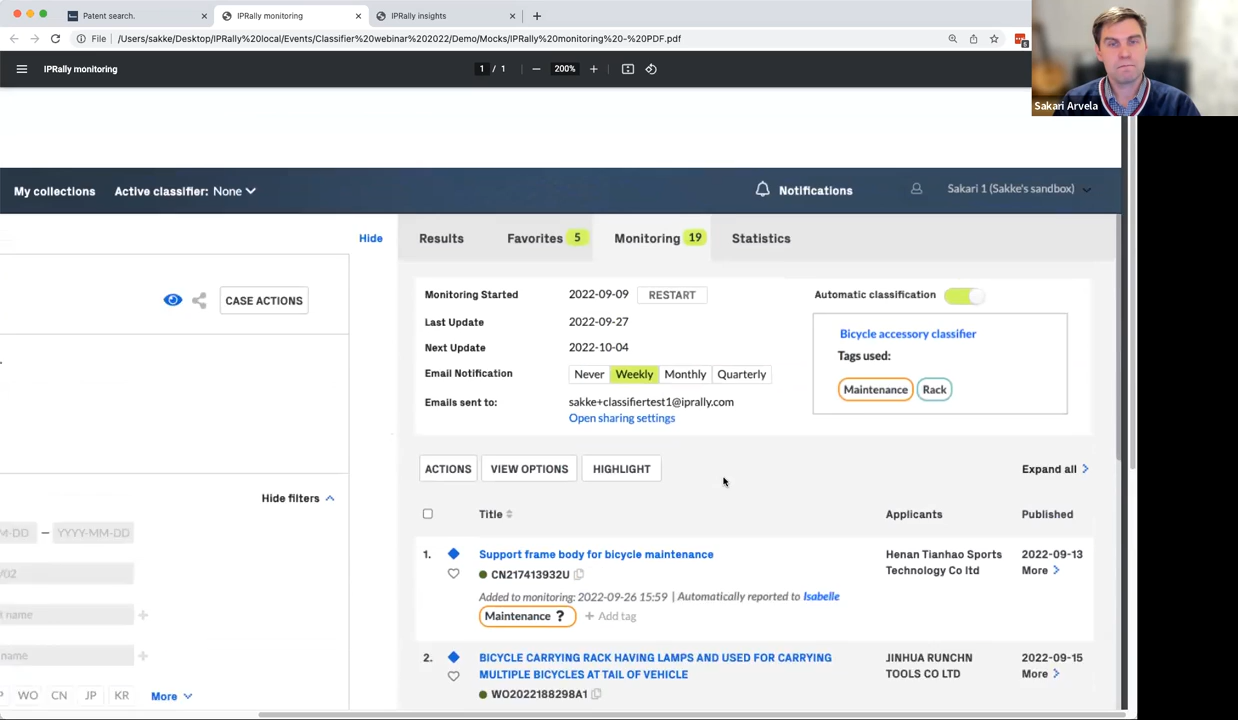 Patent search.
IPRally monitoring
IPRally insights
File
/Users/sakke/Desktop/IPRally%20local/Events/Classifier%20webinar%202022/Demo/Mocks/IPRally%20monitoring%20-%20PDF.pdf
IPRally monitoring
1 / 1
200%
Sakari Arvela
My collections
Active classifier: None
Notifications
Sakari 1 (Sakke's sandbox)
Hide
Results
Favorites 5
Monitoring 19
Statistics
CASE ACTIONS
Monitoring Started 2022-09-09 RESTART
Last Update 2022-09-27
Next Update 2022-10-04
Email Notification Never Weekly Monthly Quarterly
Emails sent to: sakke+classifiertest1@iprally.com
Open sharing settings
Automatic classification
Bicycle accessory classifier
Tags used:
Maintenance Rack
ACTIONS VIEW OPTIONS HIGHLIGHT
Expall all
Hide filters
M-DD – YYYY-MM-DD
/02
name
name
P WO CN JP KR More
Title Applicants Published
1. Support frame body for bicycle maintenance
CN217413932U
Added to monitoring: 2022-09-26 15:59 | Automatically reported to Isabelle
Maintenance ? + Add tag
Henan Tianhao Sports
Technology Co ltd
2022-09-13
More
2. BICYCLE CARRYING RACK HAVING LAMPS AND USED FOR CARRYING
MULTIPLE BICYCLES AT TAIL OF VEHICLE
WO2022188298A1
JINHUA RUNCHN
TOOLS CO LTD
2022-09-15
More